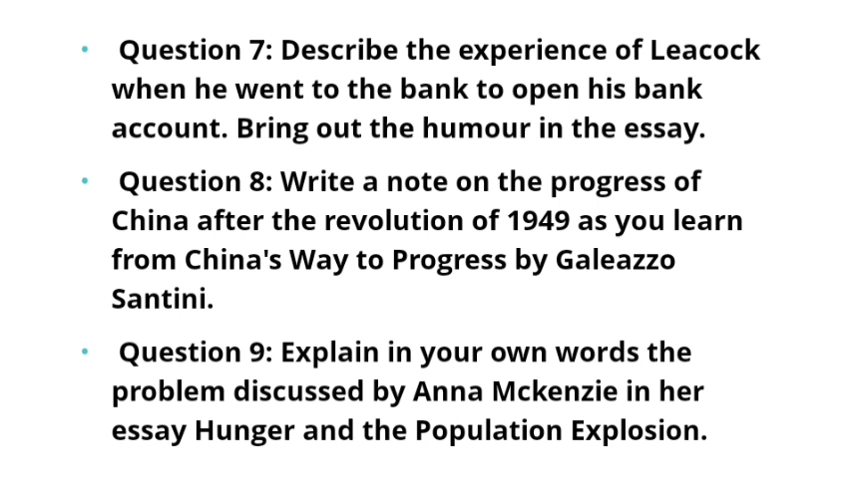 • Question 7: Describe the experience of Leacock
when he went to the bank to open his bank
account. Bring out the humour in the essay.
• Question 8: Write a note on the progress of
China after the revolution of 1949 as you learn
from China's Way to Progress by Galeazzo
Santini.
• Question 9: Explain in your own words the
problem discussed by Anna Mckenzie in her
essay Hunger and the Population Explosion.